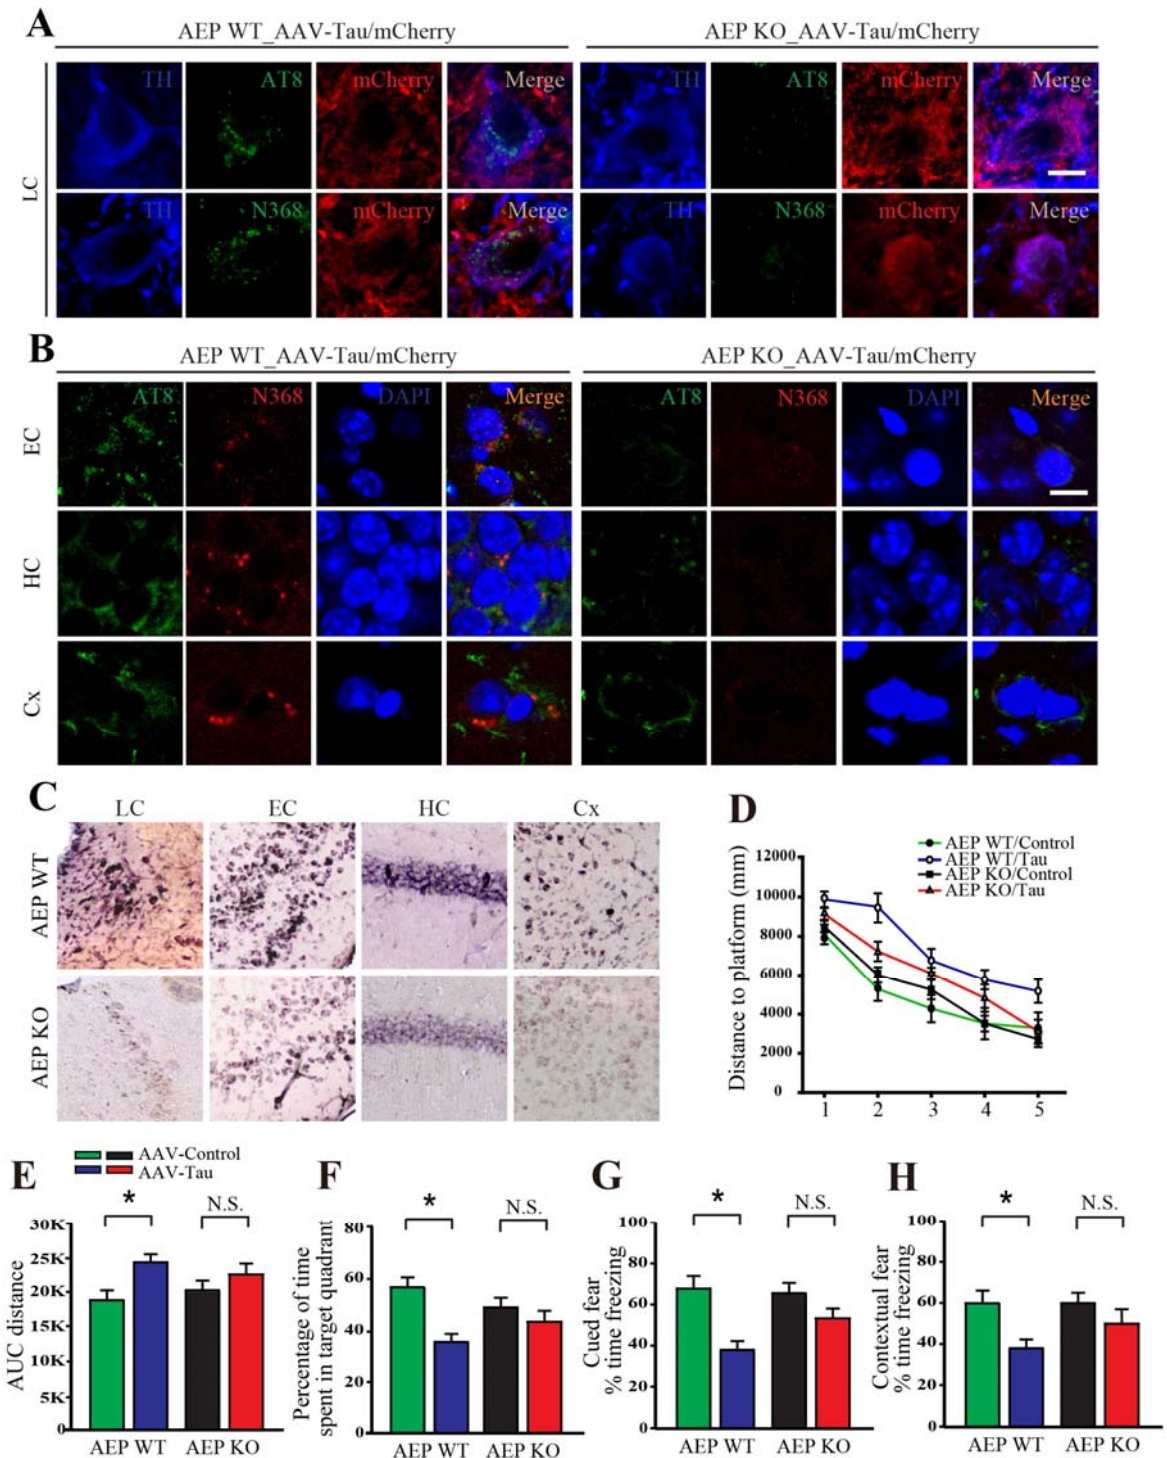 A
AEP WT_AAV-Tau/mCherry AEP KO_AAV-Tau/mCherry
TH AT8 mCherry Merge TH AT8 mCherry Merge
LC
TH N368 mCherry Merge TH N368 mCherry Merge
B
AEP WT_AAV-Tau/mCherry AEP KO_AAV-Tau/mCherry
AT8 N368 DAPI Merge AT8 N368 DAPI Merge
EC
HC
Cx
C
LC EC HC Cx
AEP WT
AEP KO
D
AEP WT/Control
AEP WT/Tau
AEP KO/Control
AEP KO/Tau
Distance to platform (mm)
12000
10000
8000
6000
4000
2000
0
1 2 3 4 5
AAV-Control
AAV-Tau
E
* N.S.
AUC distance
30K
25K
20K
15K
10K
5K
0
AEP WT AEP KO
F
* N.S.
Percentage of time
spent in target quadrant
80
60
40
20
0
AEP WT AEP KO
G
* N.S.
Cued fear
% time freezing
100
80
60
40
20
0
AEP WT AEP KO
H
* N.S.
Contextual fear
% time freezing
100
80
60
40
20
0
AEP WT AEP KO